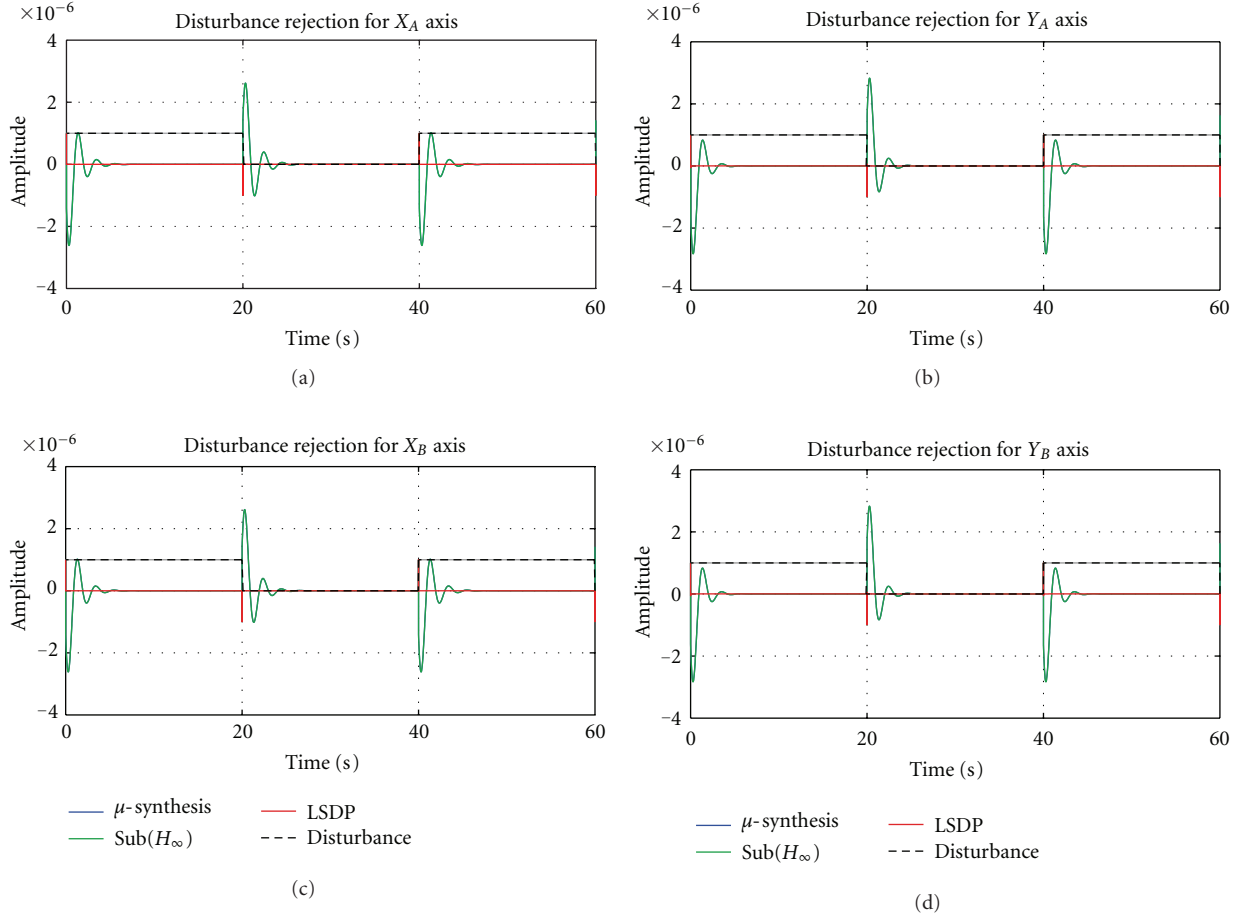 ×10⁻⁶
Disturbance rejection for X_A axis
4
2
0
−2
−4
Amplitude
0 20 40 60
Time (s)
(a)
×10⁻⁶
Disturbance rejection for Y_A axis
4
2
0
−2
−4
Amplitude
0 20 40 60
Time (s)
(b)
×10⁻⁶
Disturbance rejection for X_B axis
4
2
0
−2
−4
Amplitude
0 20 40 60
Time (s)
μ-synthesis
Sub(H∞)
LSDP
Disturbance
(c)
×10⁻⁶
Disturbance rejection for Y_B axis
4
2
0
−2
−4
Amplitude
0 20 40 60
Time (s)
μ-synthesis
Sub(H∞)
LSDP
Disturbance
(d)